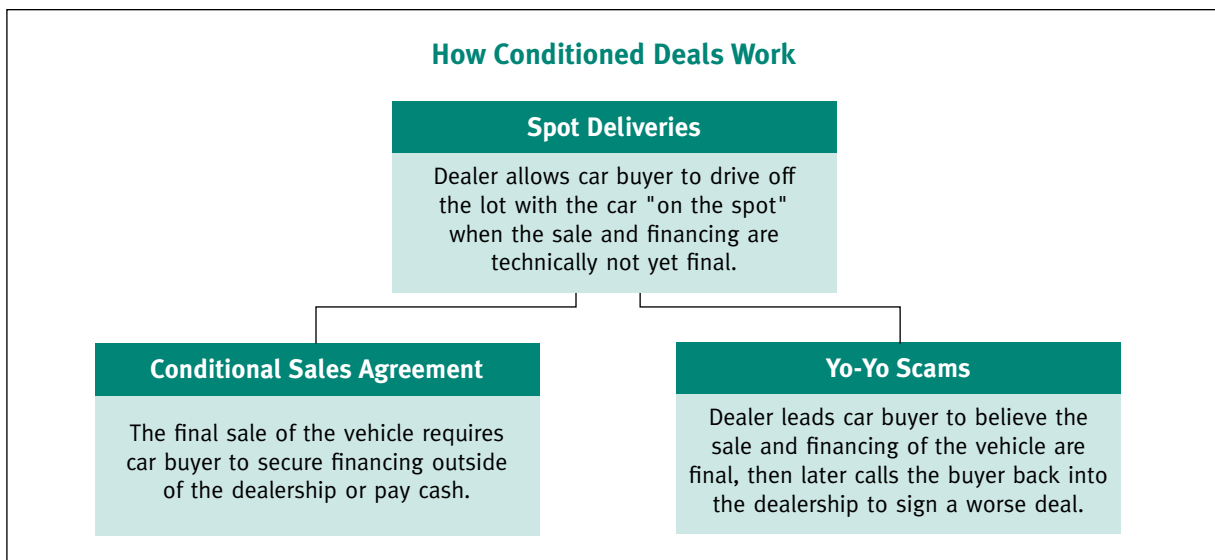 How Conditioned Deals Work
Spot Deliveries
Dealer allows car buyer to drive off
the lot with the car "on the spot"
when the sale and financing are
technically not yet final.
Conditional Sales Agreement
The final sale of the vehicle requires
car buyer to secure financing outside
of the dealership or pay cash.
Yo-Yo Scams
Dealer leads car buyer to believe the
sale and financing of the vehicle are
final, then later calls the buyer back into
the dealership to sign a worse deal.